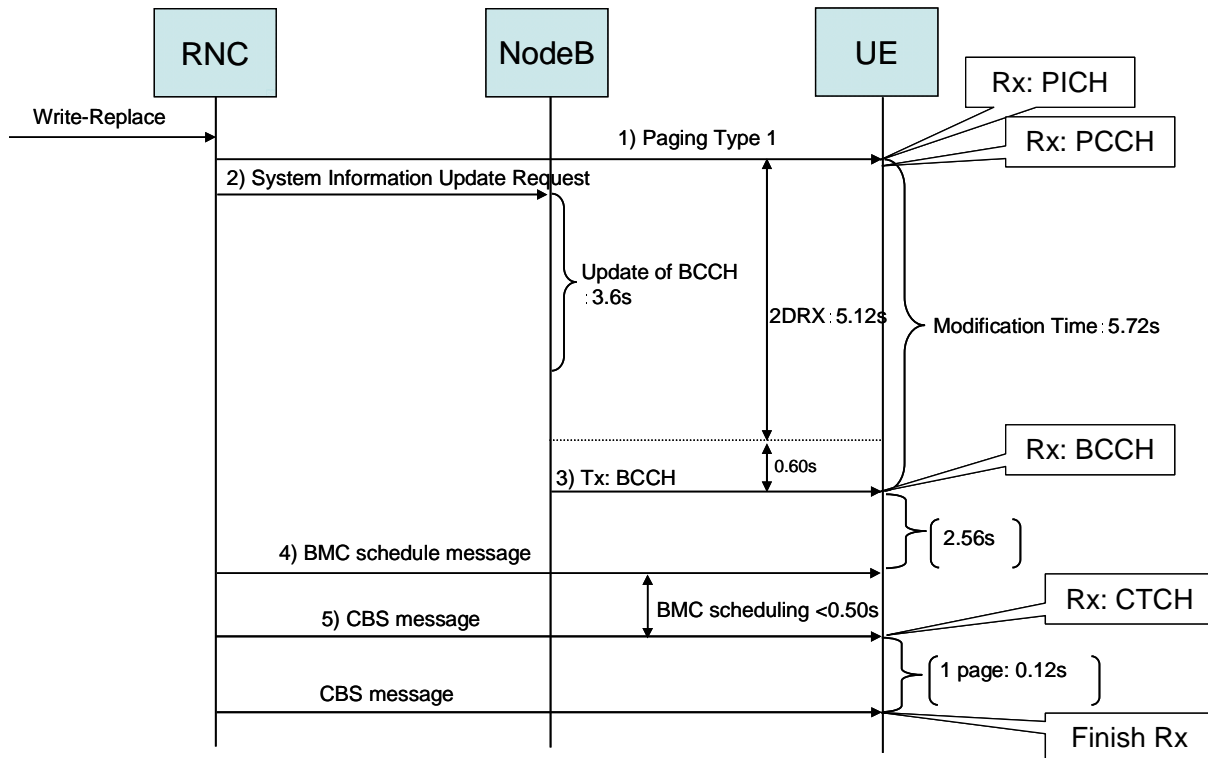 RNC
NodeB
UE
Rx: PICH
Write-Replace
1) Paging Type 1
Rx: PCCH
2) System Information Update Request
Update of BCCH
: 3.6s
2DRX : 5.12s
Modification Time : 5.72s
Rx: BCCH
0.60s
3) Tx: BCCH
2.56s
4) BMC schedule message
Rx: CTCH
BMC scheduling <0.50s
5) CBS message
1 page: 0.12s
CBS message
Finish Rx